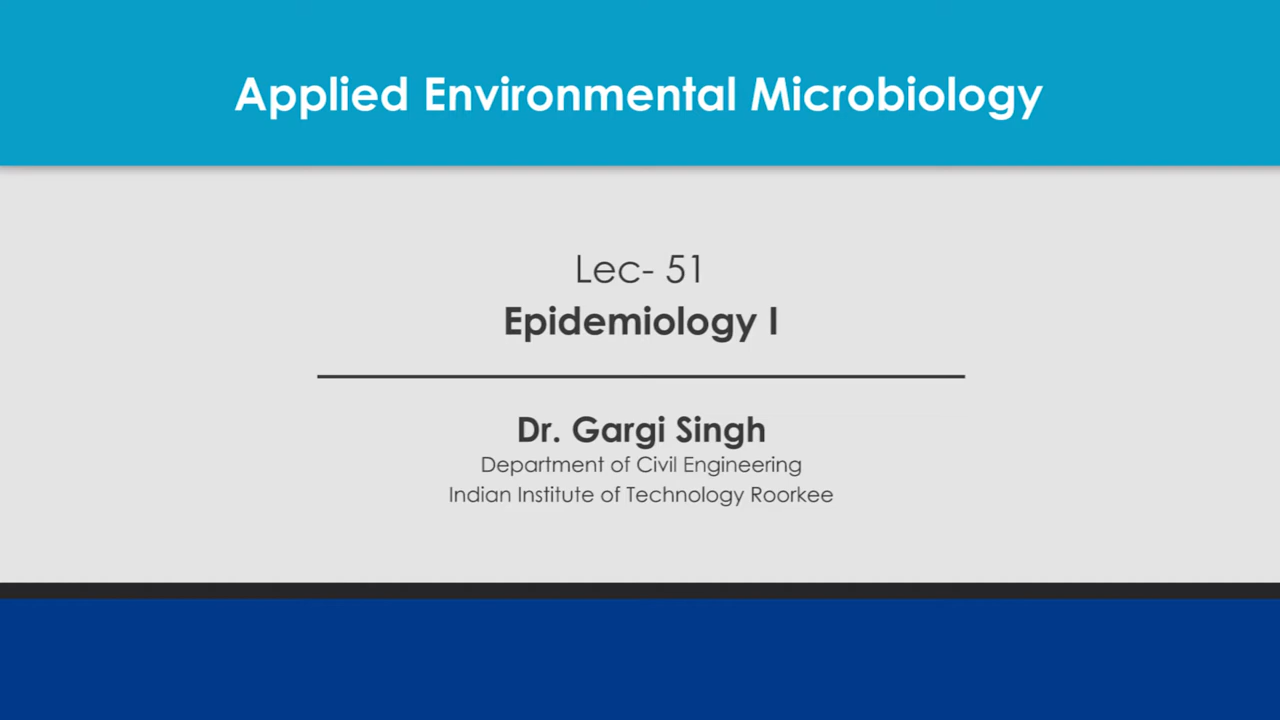 Applied Environmental Microbiology
Lec- 51
Epidemiology I
Dr. Gargi Singh
Department of Civil Engineering
Indian Institute of Technology Roorkee